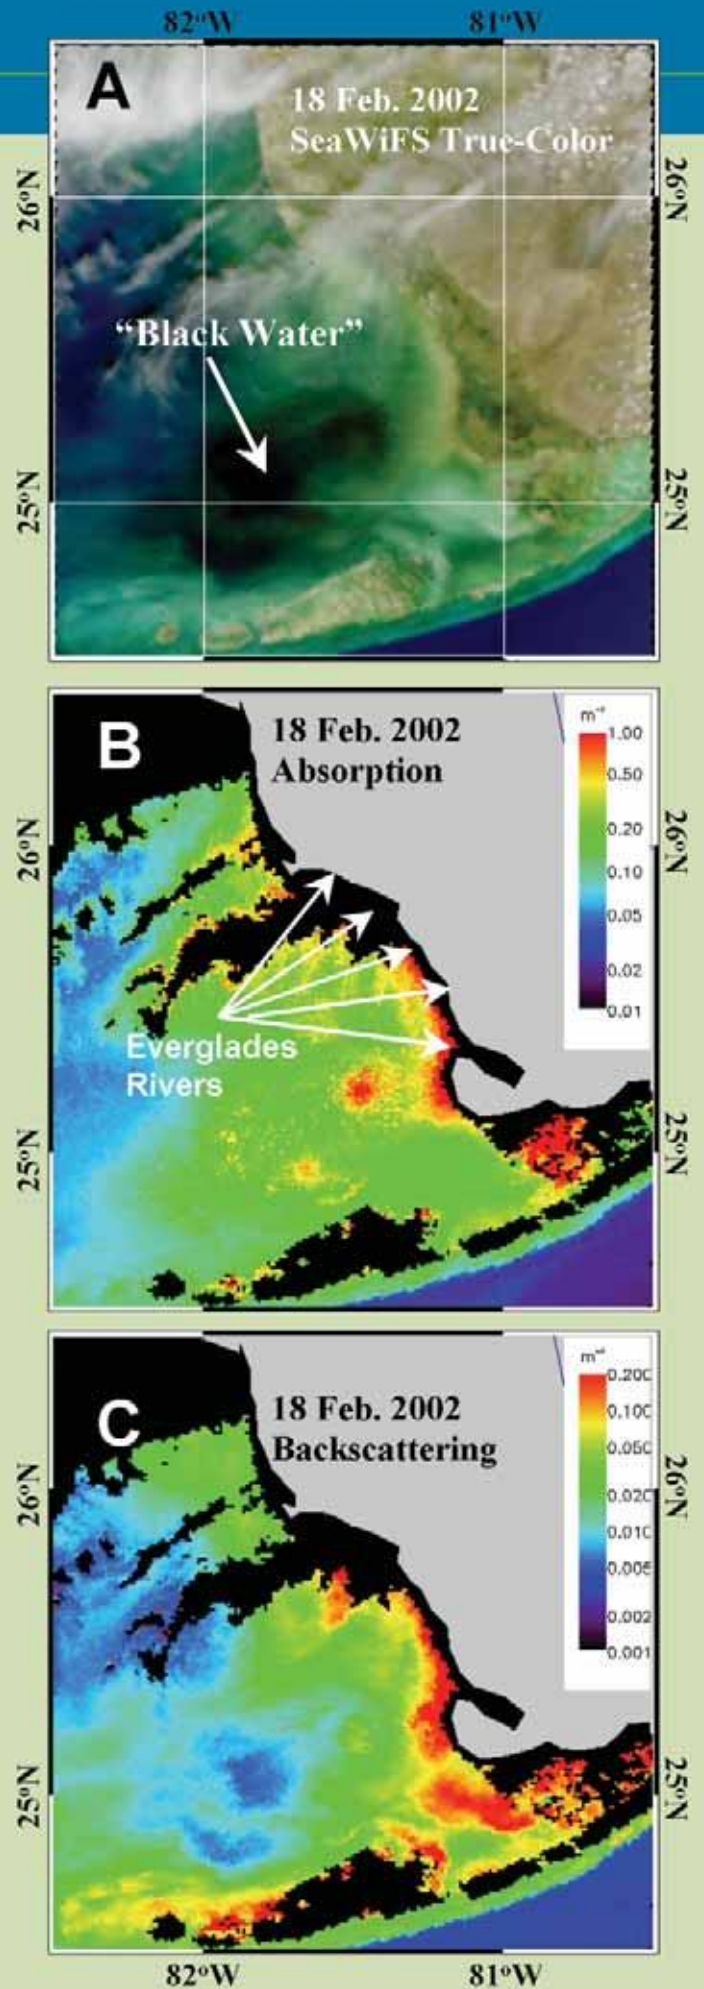 82°W 81°W
A
18 Feb. 2002
SeaWiFS True-Color
26°N 26°N
“Black Water”
25°N 25°N
B
18 Feb. 2002
Absorption
m⁻¹
1.00
0.50
0.20
0.10
0.05
0.02
0.01
26°N 26°N
Everglades
Rivers
25°N 25°N
C
18 Feb. 2002
Backscattering
m⁻¹
0.200
0.100
0.050
0.020
0.010
0.005
0.002
0.001
26°N 26°N
25°N 25°N
82°W 81°W